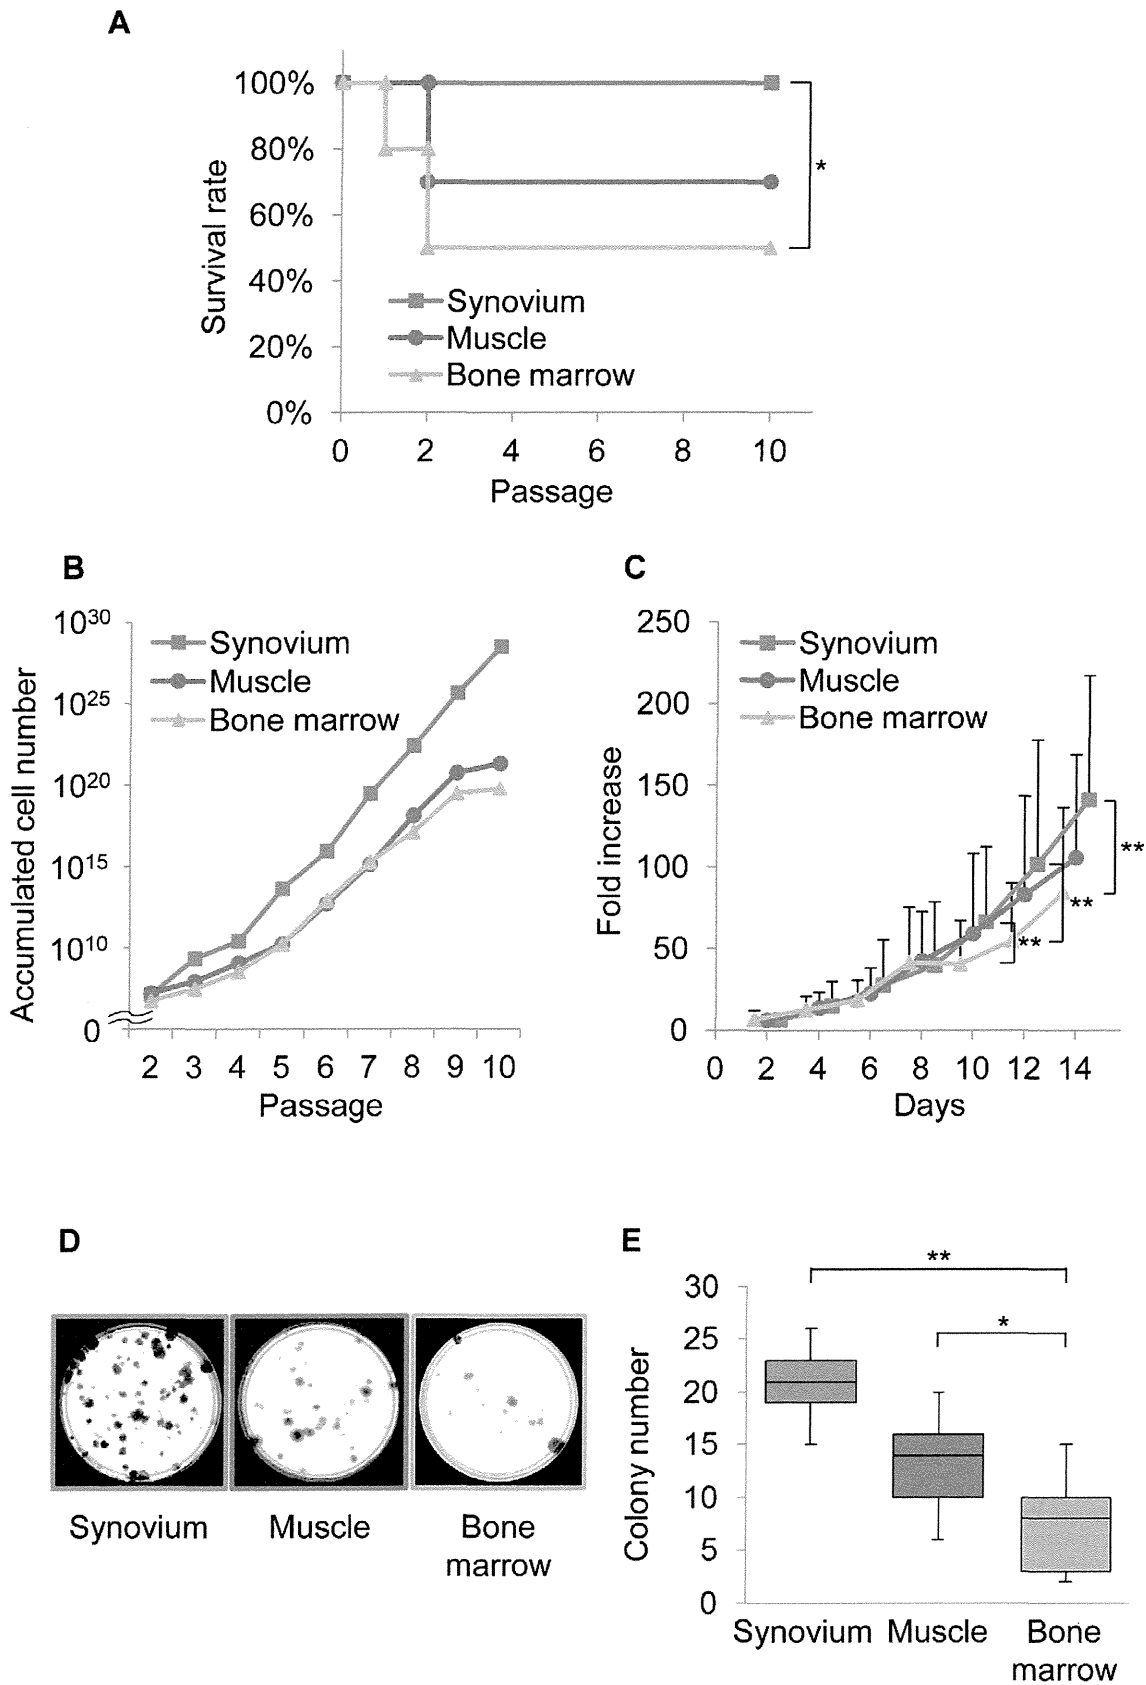 A
100%
80%
60%
40%
20%
0%
Survival rate
*
Synovium
Muscle
Bone marrow
0 2 4 6 8 10
Passage
B
10^30
10^25
10^20
10^15
10^10
0
Accumulated cell number
Synovium
Muscle
Bone marrow
2 3 4 5 6 7 8 9 10
Passage
C
250
200
150
100
50
0
Fold increase
Synovium
Muscle
Bone marrow
**
**
**
0 2 4 6 8 10 12 14
Days
D
Synovium
Muscle
Bone
marrow
E
**
*
30
25
20
15
10
5
0
Colony number
Synovium
Muscle
Bone
marrow